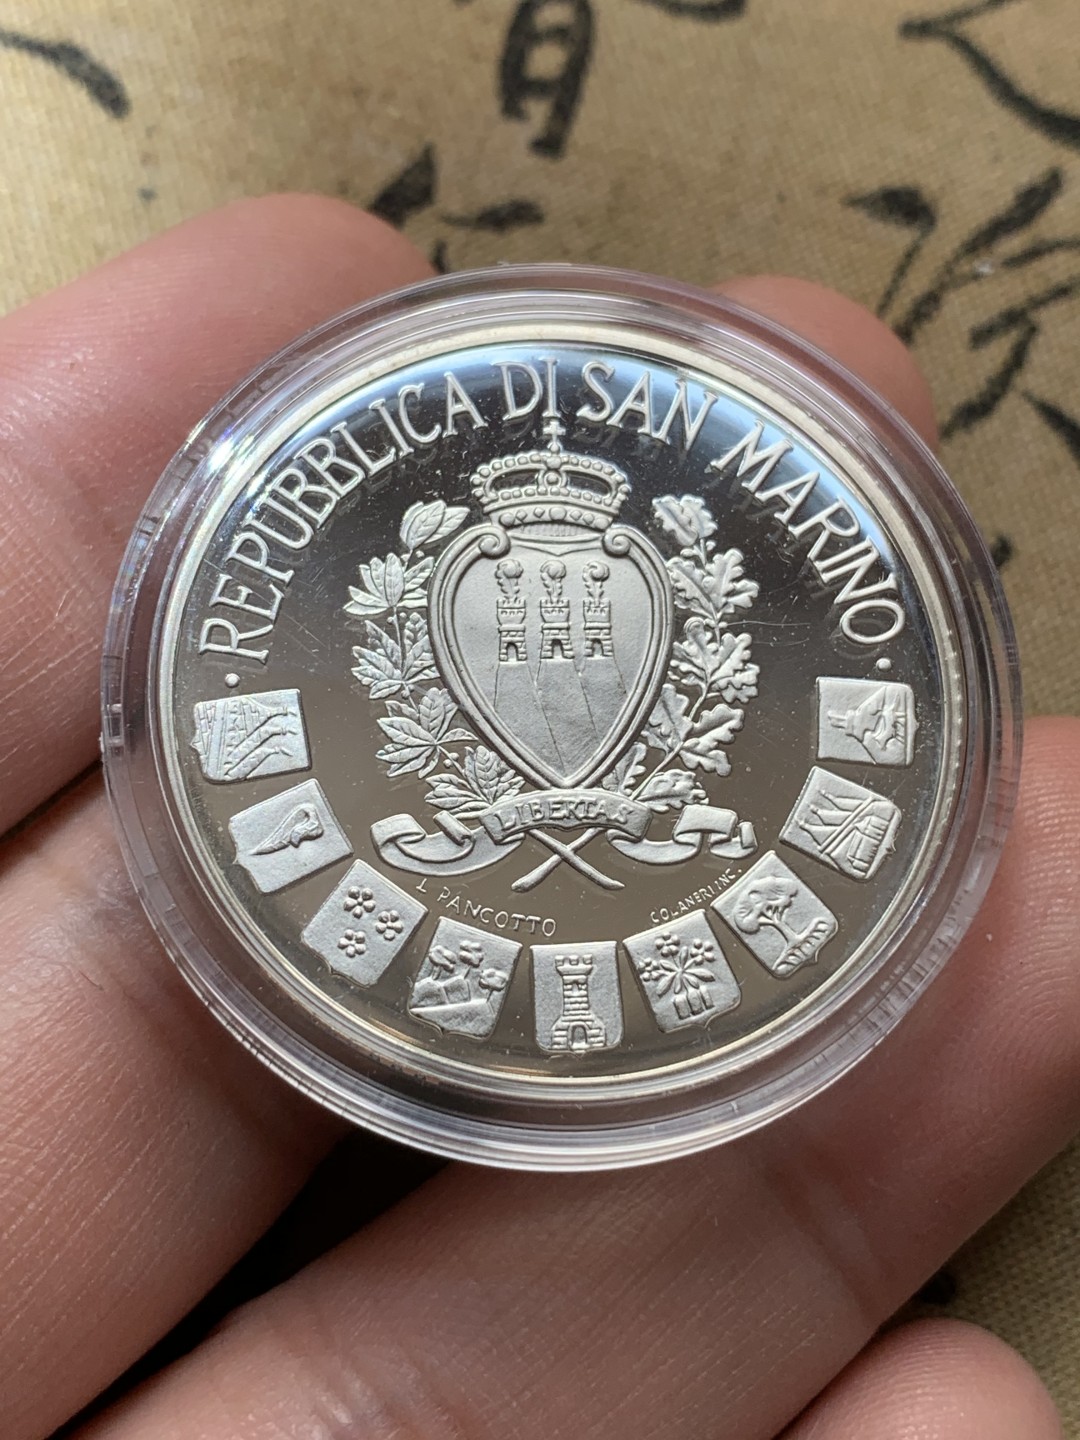 · REPUBBLICA DI SAN MARINO ·
LIBERTAS
L PANCOTTO
COLANERI INC.